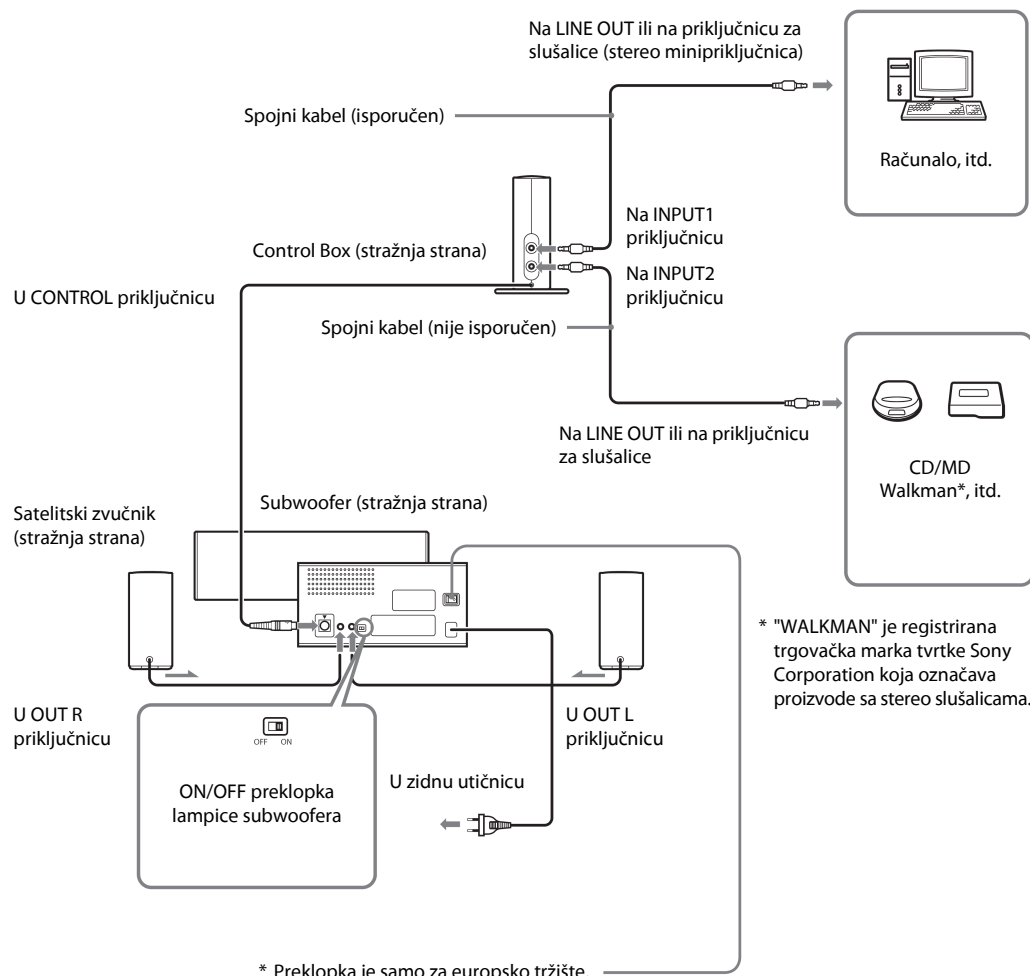 Na LINE OUT ili na priključnicu za
slušalice (stereo minipriključnica)
Spojni kabel (isporučen)
Računalo, itd.
Na INPUT1
priključnicu
Control Box (stražnja strana)
Na INPUT2
priključnicu
U CONTROL priključnicu
Spojni kabel (nije isporučen)
Na LINE OUT ili na priključnicu
za slušalice
CD/MD
Walkman*, itd.
Subwoofer (stražnja strana)
Satelitski zvučnik
(stražnja strana)
* "WALKMAN" je registrirana
trgovačka marka tvrtke Sony
Corporation koja označava
proizvode sa stereo slušalicama.
U OUT R
priključnicu
U OUT L
priključnicu
OFF ON
ON/OFF preklopka
lampice subwoofera
U zidnu utičnicu
* Preklopka je samo za europsko tržište.